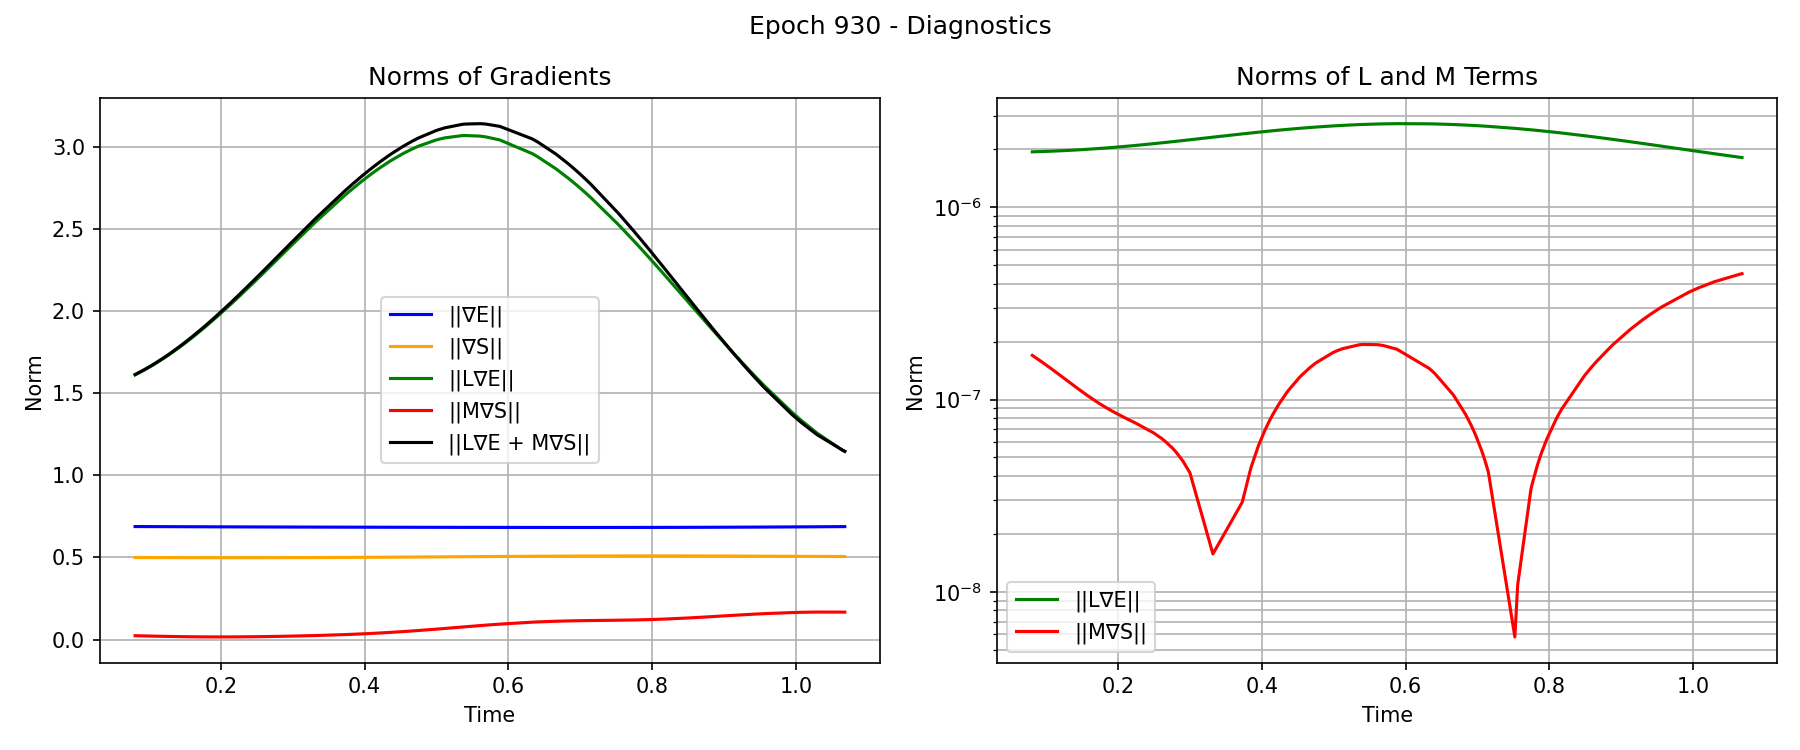 Epoch 930 - Diagnostics
Norms of Gradients
Norm
3.0
2.5
2.0
1.5
1.0
0.5
0.0
||∇E||
||∇S||
||L∇E||
||M∇S||
||L∇E + M∇S||
0.2 0.4 0.6 0.8 1.0
Time
Norms of L and M Terms
Norm
10⁻⁶
10⁻⁷
10⁻⁸
||L∇E||
||M∇S||
0.2 0.4 0.6 0.8 1.0
Time